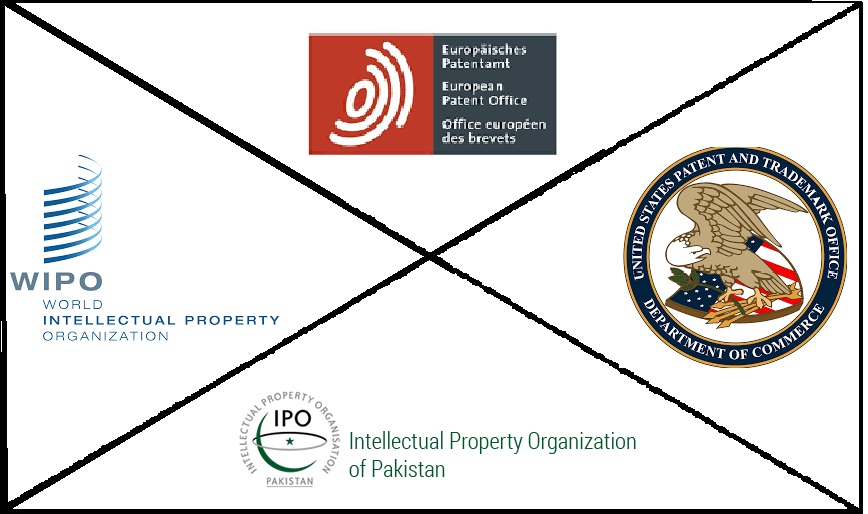 Europäisches
Patentamt
European
Patent Office
Office européen
des brevets
WIPO
WORLD
INTELLECTUAL PROPERTY
ORGANIZATION
UNITED STATES PATENT AND TRADEMARK OFFICE
DEPARTMENT OF COMMERCE
INTELLECTUAL PROPERTY ORGANISATION
IPO
PAKISTAN
Intellectual Property Organization
of Pakistan